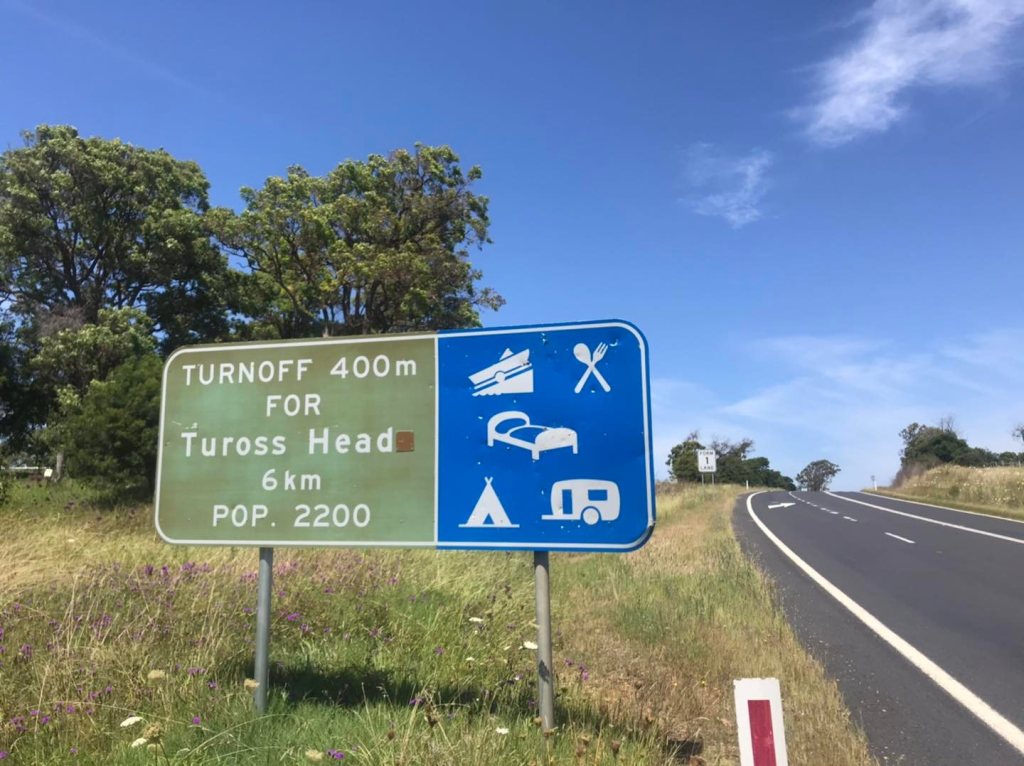 TURNOFF 400m
FOR
Tuross Head
6km
POP. 2200
FORM
1
LANE